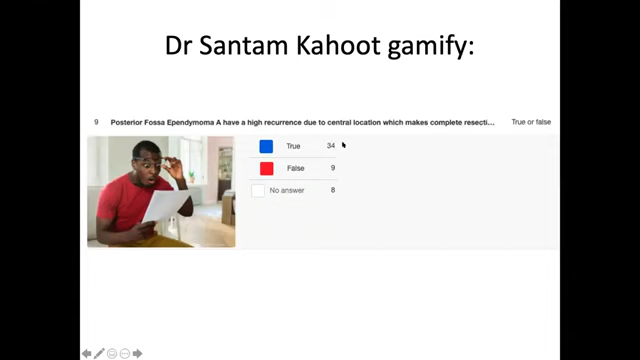 Dr Santam Kahoot gamify:
9 Posterior Fossa Ependymoma A have a high recurrence due to central location which makes complete resecti... True or false
True 34
False 9
No answer 8